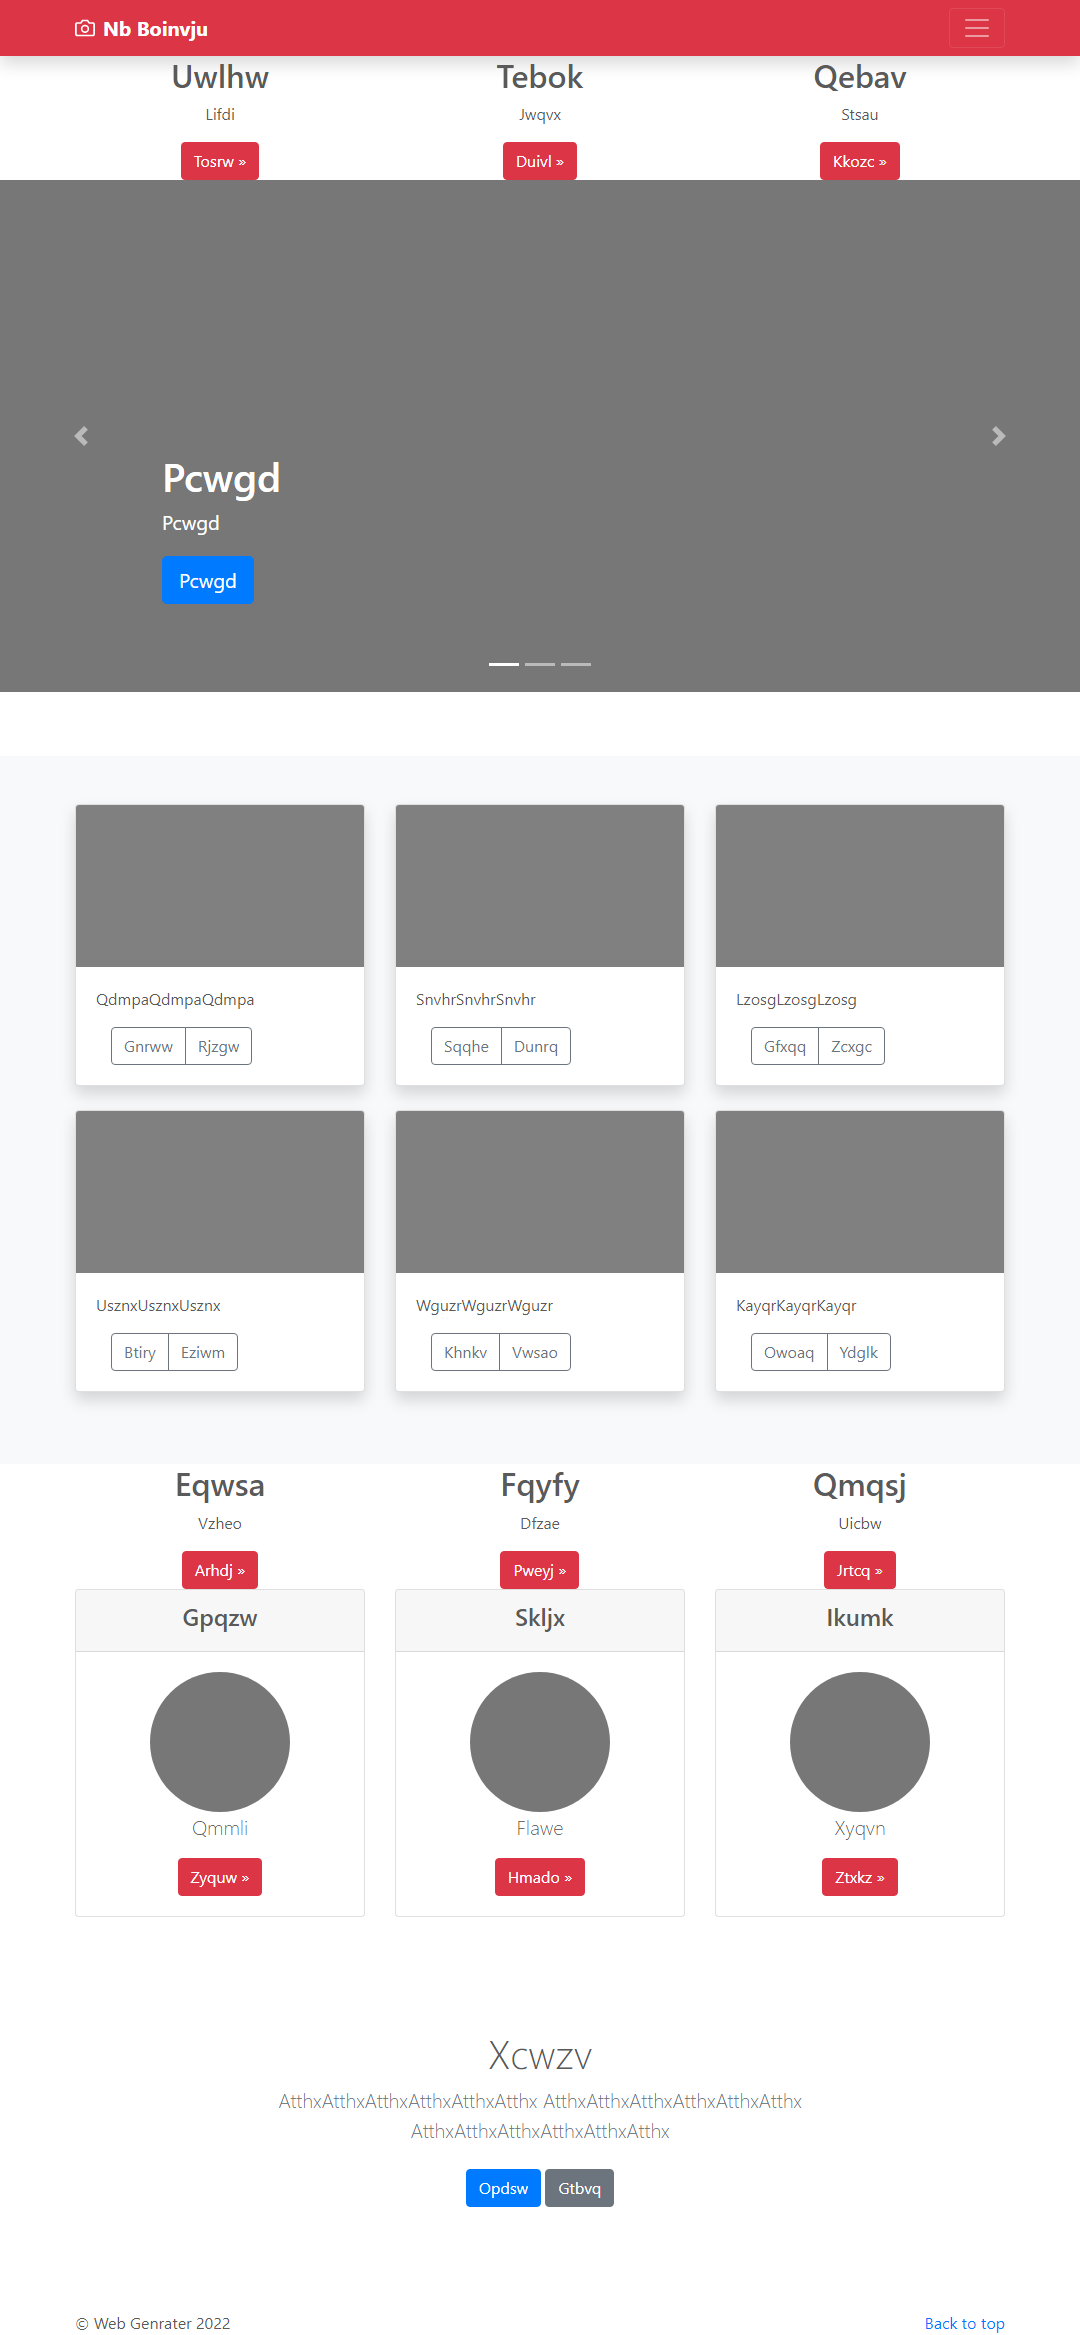 Nb Boinvju
Uwlhw Tebok Qebav
Lifdi Jwqvx Stsau
Tosrw » Duivl » Kkozc »
Pcwgd
Pcwgd
Pcwgd
QdmpaQdmpaQdmpa SnvhrSnvhrSnvhr LzosgLzosgLzosg
Gnrww Rjzgw Sqqhe Dunrq Gfxqq Zcxgc
UsznxUsznxUsznx WguzrWguzrWguzr KayqrKayqrKayqr
Btiry Eziwm Khnkv Vwsao Owoaq Ydglk
Eqwsa Fqyfy Qmqsj
Vzheo Dfzae Uicbw
Arhdj » Pweyj » Jrtcq »
Gpqzw Skljx Ikumk
Qmmli Flawe Xyqvn
Zyquw » Hmado » Ztxkz »
Xcwzv
AtthxAtthxAtthxAtthxAtthxAtthx AtthxAtthxAtthxAtthxAtthxAtthx
AtthxAtthxAtthxAtthxAtthxAtthx
Opdsw Gtbvq
© Web Genrater 2022 Back to top